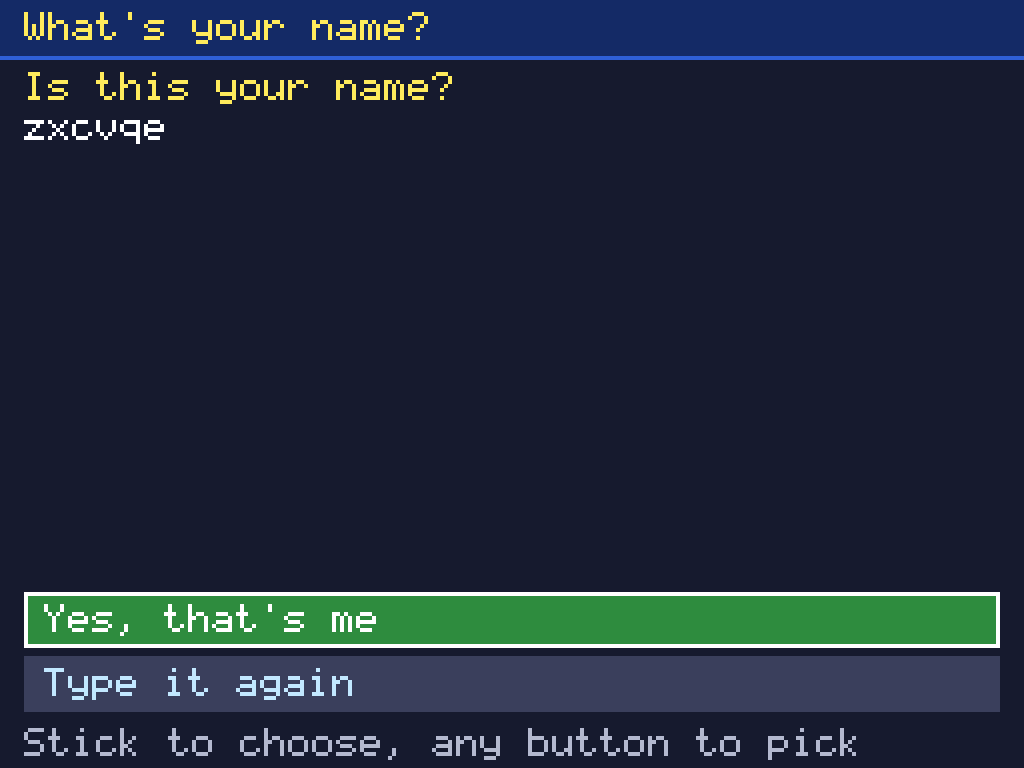 What's your name?
Is this your name?
zxcvqe
Yes, that's me
Type it again
Stick to choose, any button to pick